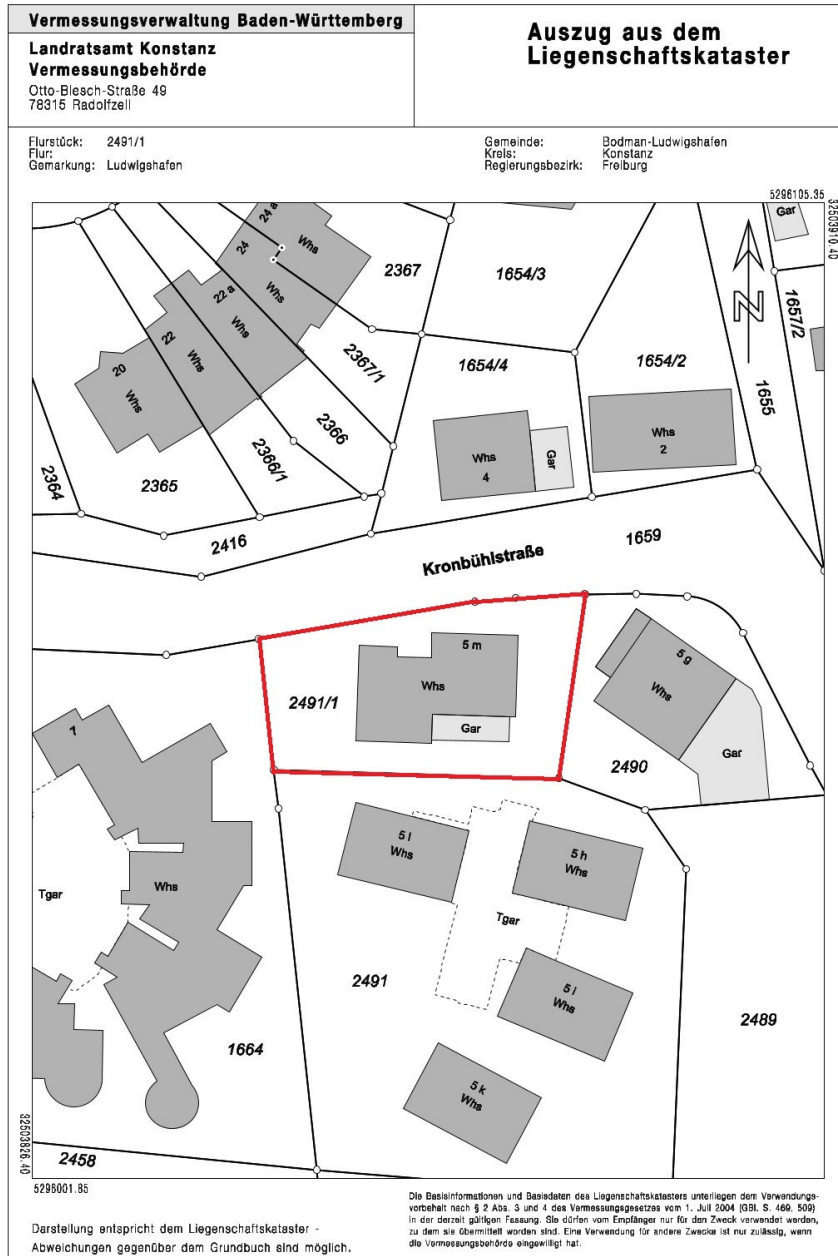 Vermessungsverwaltung Baden-Württemberg
Landratsamt Konstanz
Vermessungsbehörde
Otto-Blesch-Straße 49
78315 Radolfzell
Auszug aus dem
Liegenschaftskataster
Flurstück: 2491/1
Flur:
Gemarkung: Ludwigshafen
Gemeinde: Bodman-Ludwigshafen
Kreis: Konstanz
Regierungsbezirk: Freiburg
5296105.35
32503910.40
24 a
24
Whs
Whs
22 a
Whs
22
Whs
20
Whs
2367
1654/3
Gar
1657/2
N
2367/1
1654/4
1654/2
1655
2366
2366/1
2365
2364
Whs
4
Gar
Whs
2
2416
1659
Kronbühlstraße
5 m
Whs
Gar
2491/1
5 g
Whs
Gar
2490
7
Whs
Tgar
5 l
Whs
5 h
Whs
Tgar
2491
5 i
Whs
2489
1664
5 k
Whs
2458
32503826.40
5296001.85
Darstellung entspricht dem Liegenschaftskataster -
Abweichungen gegenüber dem Grundbuch sind möglich.
Die Basisinformationen und Basisdaten des Liegenschaftskatasters unterliegen dem Verwendungs-
vorbehalt nach § 2 Abs. 3 und 4 des Vermessungsgesetzes vom 1. Juli 2004 (GBl. S. 469, 509)
in der derzeit gültigen Fassung. Sie dürfen vom Empfänger nur für den Zweck verwendet werden,
zu dem sie übermittelt worden sind. Eine Verwendung für andere Zwecke ist nur zulässig, wenn
die Vermessungsbehörde eingewilligt hat.